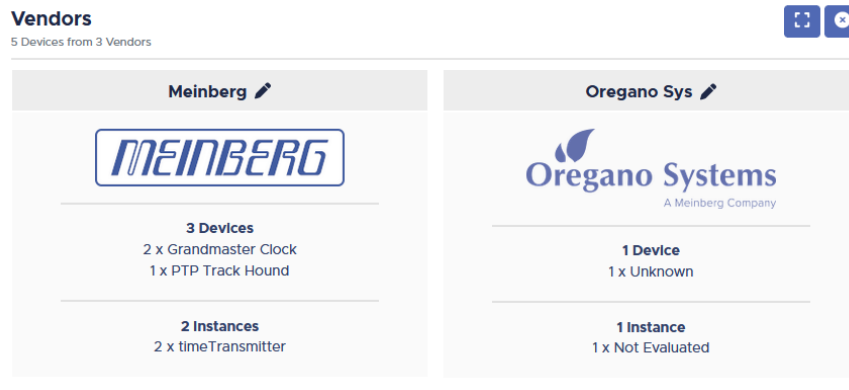 Vendors
5 Devices from 3 Vendors
Meinberg
MEINBERG
3 Devices
2 x Grandmaster Clock
1 x PTP Track Hound
2 Instances
2 x timeTransmitter
Oregano Sys
Oregano Systems
A Meinberg Company
1 Device
1 x Unknown
1 Instance
1 x Not Evaluated